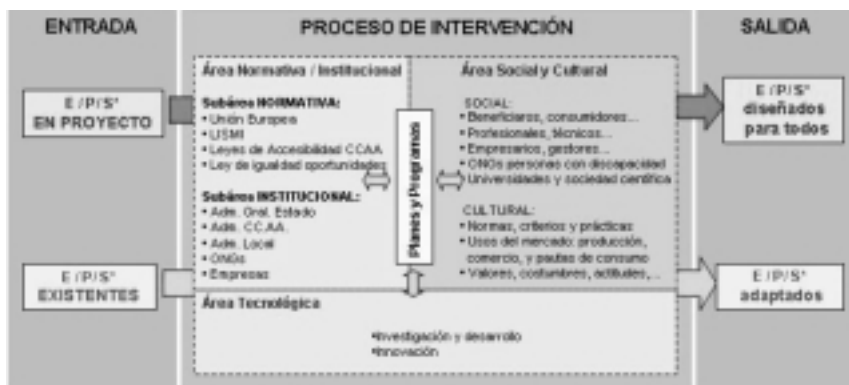 ENTRADA
PROCESO DE INTERVENCIÓN
SALIDA
E /P/S*
EN PROYECTO
E /P/S*
EXISTENTES
Área Normativa / Institucional
Subárea NORMATIVA:
• Unión Europea
• LISMI
• Leyes de Accesibilidad CCAA
• Ley de igualdad oportunidades
Subárea INSTITUCIONAL:
• Adm. Gral. Estado
• Adm. CC.AA.
• Adm. Local
• ONGs
• Empresas
Planes y Programas
Área Social y Cultural
SOCIAL:
• Beneficiaros, consumidores...
• Profesionales, técnicos...
• Empresarios, gestores...
• ONGs personas con discapacidad
• Universidades y sociedad científica
CULTURAL:
• Normas, criterios y prácticas
• Usos del mercado: producción,
comercio, y pautas de consumo
• Valores, costumbres, actitudes,...
Área Tecnológica
• Investigación y desarrollo
• Innovación
E /P/S*
diseñados
para todos
E /P/S*
adaptados